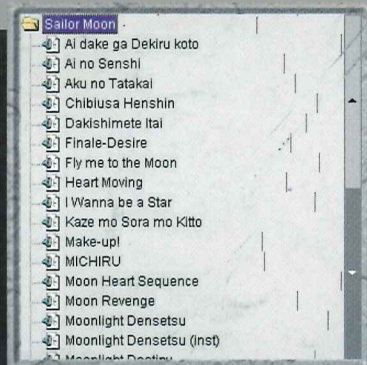 Sailor Moon
Ai dake ga Dekiru koto
Ai no Senshi
Aku no Tatakai
Chibiusa Henshin
Dakishimete Itai
Finale-Desire
Fly me to the Moon
Heart Moving
I Wanna be a Star
Kaze mo Sora mo Kitto
Make-up!
MICHIRU
Moon Heart Sequence
Moon Revenge
Moonlight Densetsu
Moonlight Densetsu (inst)
Moonlight Destiny